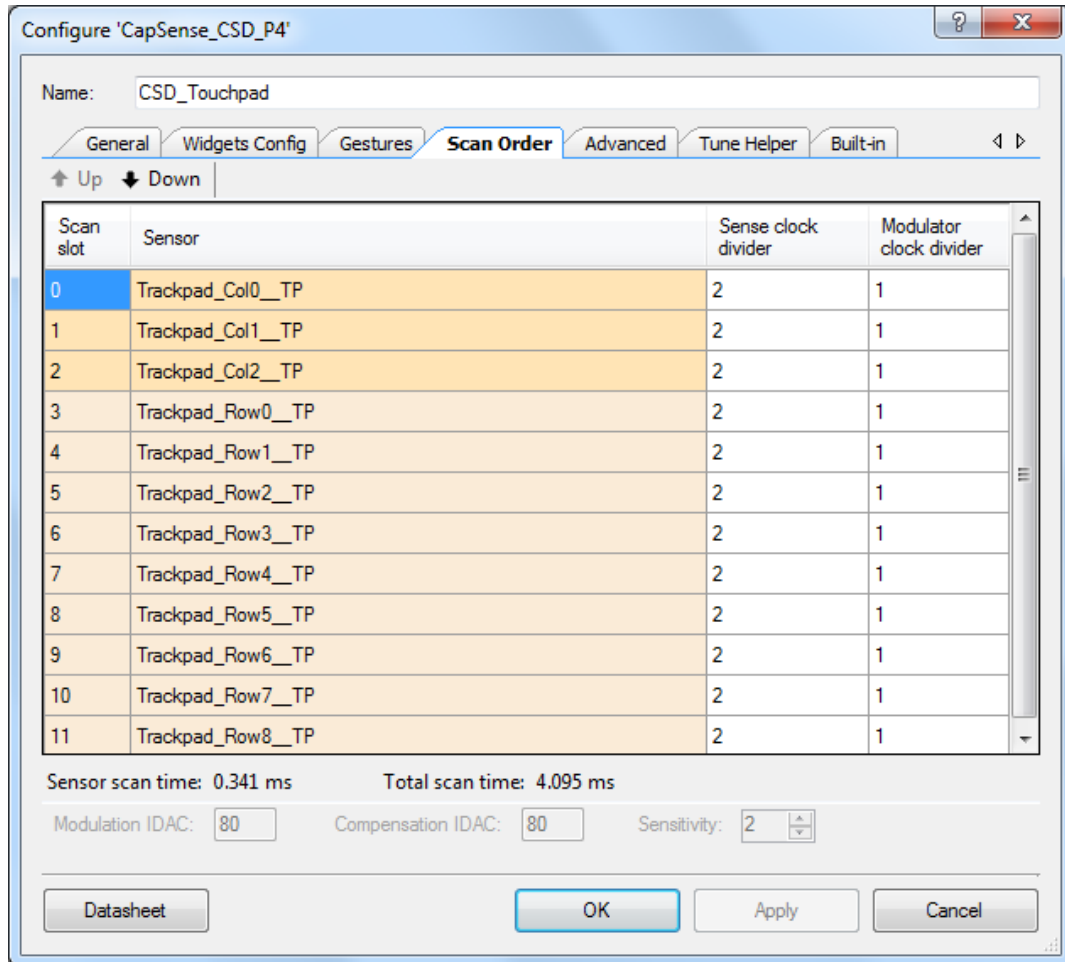 Configure 'CapSense_CSD_P4'
?
Name: CSD_Touchpad
General Widgets Config Gestures Scan Order Advanced Tune Helper Built-in
Up Down
Scan slot Sensor Sense clock divider Modulator clock divider
0 Trackpad_Col0__TP 2 1
1 Trackpad_Col1__TP 2 1
2 Trackpad_Col2__TP 2 1
3 Trackpad_Row0__TP 2 1
4 Trackpad_Row1__TP 2 1
5 Trackpad_Row2__TP 2 1
6 Trackpad_Row3__TP 2 1
7 Trackpad_Row4__TP 2 1
8 Trackpad_Row5__TP 2 1
9 Trackpad_Row6__TP 2 1
10 Trackpad_Row7__TP 2 1
11 Trackpad_Row8__TP 2 1
Sensor scan time: 0.341 ms Total scan time: 4.095 ms
Modulation IDAC: 80 Compensation IDAC: 80 Sensitivity: 2
Datasheet OK Apply Cancel